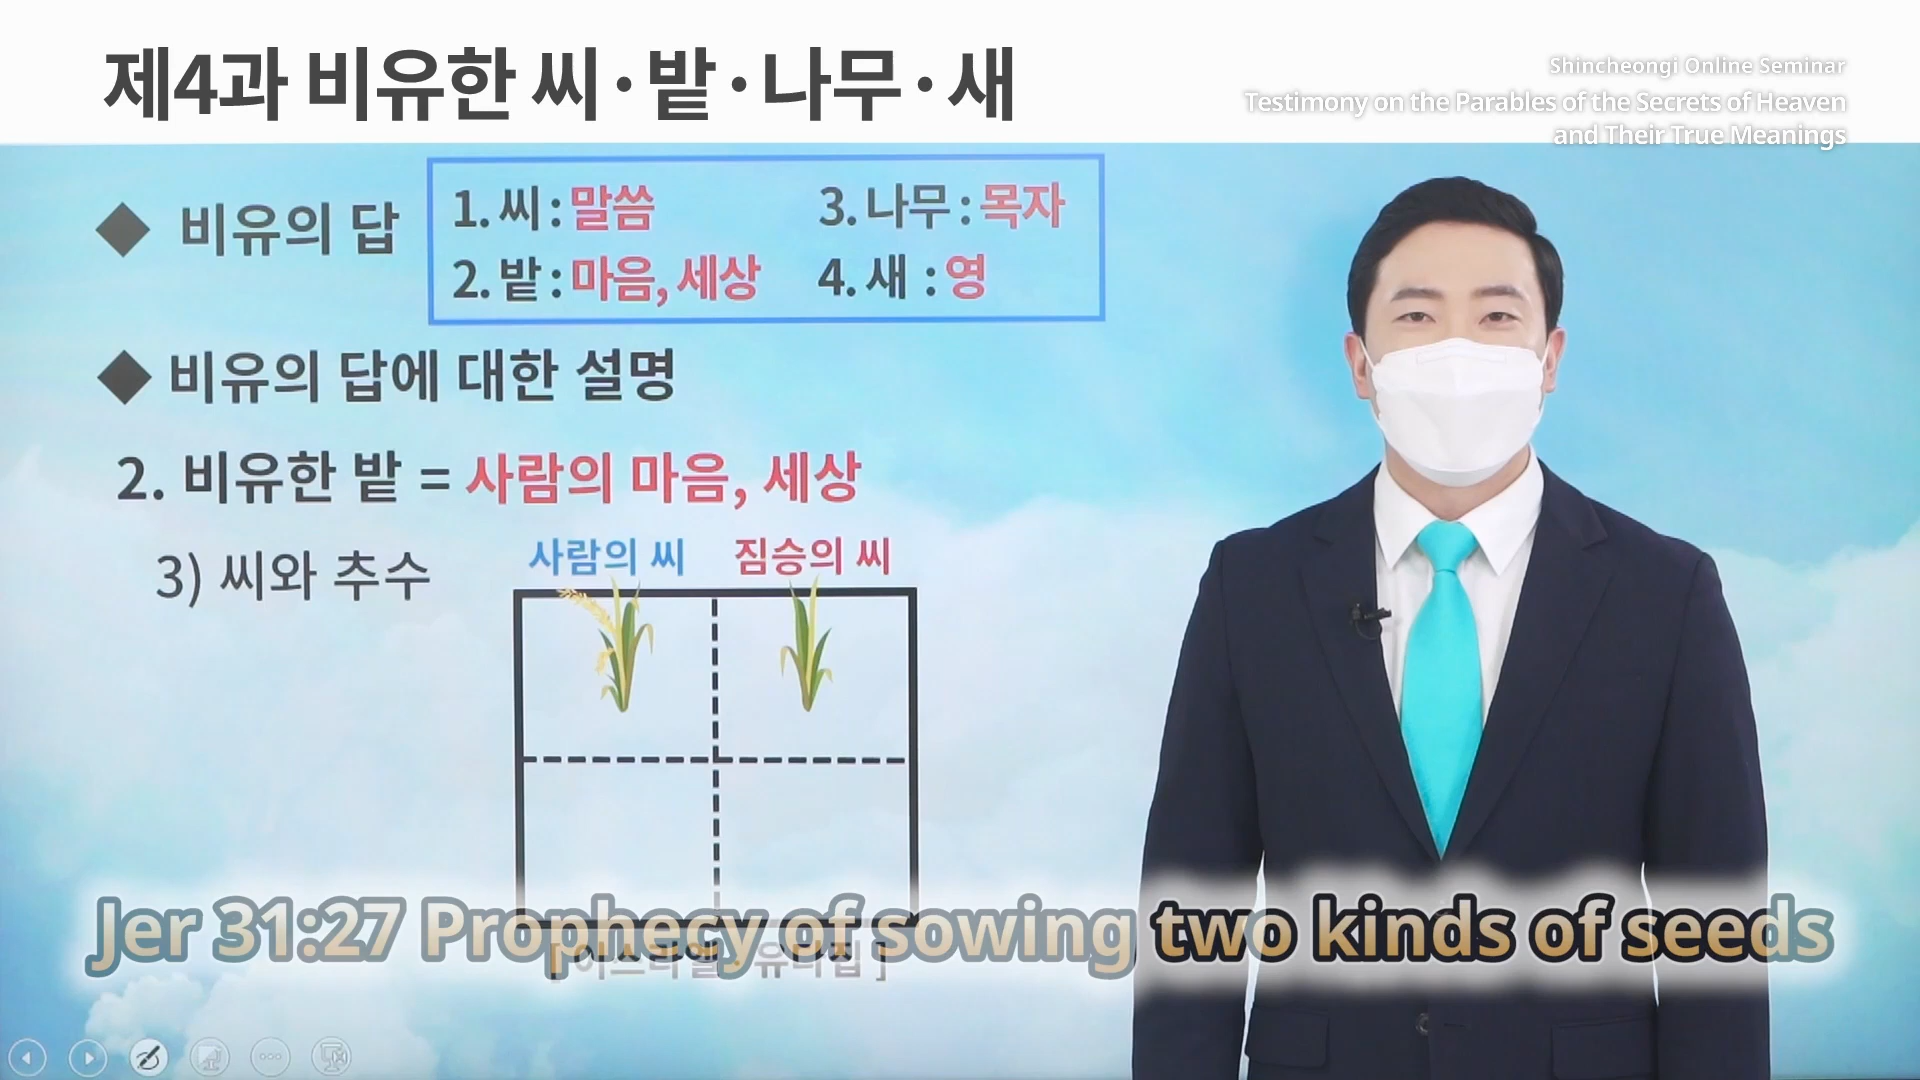 제4과 비유한 씨·밭·나무·새
Shincheongi Online Seminar
Testimony on the Parables of the Secrets of Heaven
and Their True Meanings
◆ 비유의 답
1. 씨 : 말씀
3. 나무 : 목자
2. 밭 : 마음, 세상
4. 새 : 영
◆ 비유의 답에 대한 설명
2. 비유한 밭 = 사람의 마음, 세상
3) 씨와 추수
사람의 씨
짐승의 씨
Jer 31:27 Prophecy of sowing two kinds of seeds